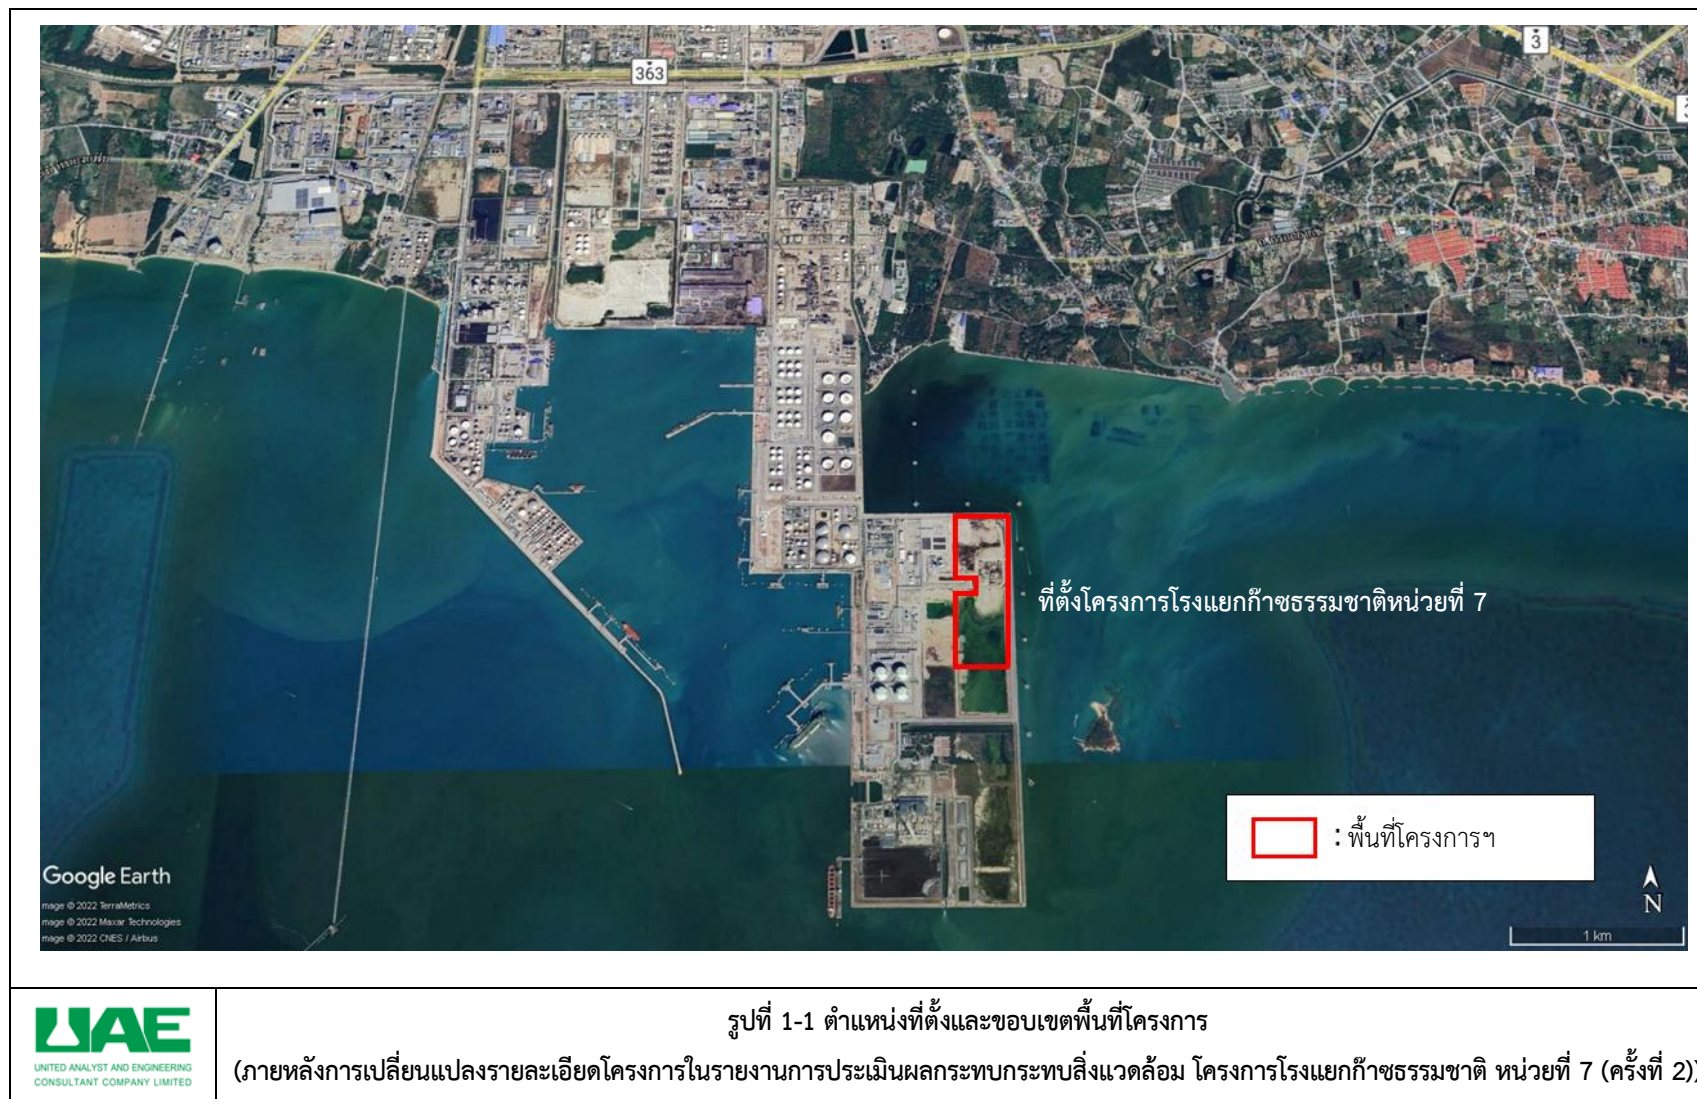 3
363
ที่ตั้งโครงการโรงแยกก๊าซธรรมชาติหน่วยที่ 7
: พื้นที่โครงการฯ
Google Earth
mage © 2022 TerraMetrics
mage © 2022 Maxar Technologies
mage © 2022 CNES / Airbus
N
1 km
UAE
UNITED ANALYST AND ENGINEERING
CONSULTANT COMPANY LIMITED
รูปที่ 1-1 ตำแหน่งที่ตั้งและขอบเขตพื้นที่โครงการ
(ภายหลังการเปลี่ยนแปลงรายละเอียดโครงการในรายงานการประเมินผลกระทบกระทบสิ่งแวดล้อม โครงการโรงแยกก๊าซธรรมชาติ หน่วยที่ 7 (ครั้งที่ 2))